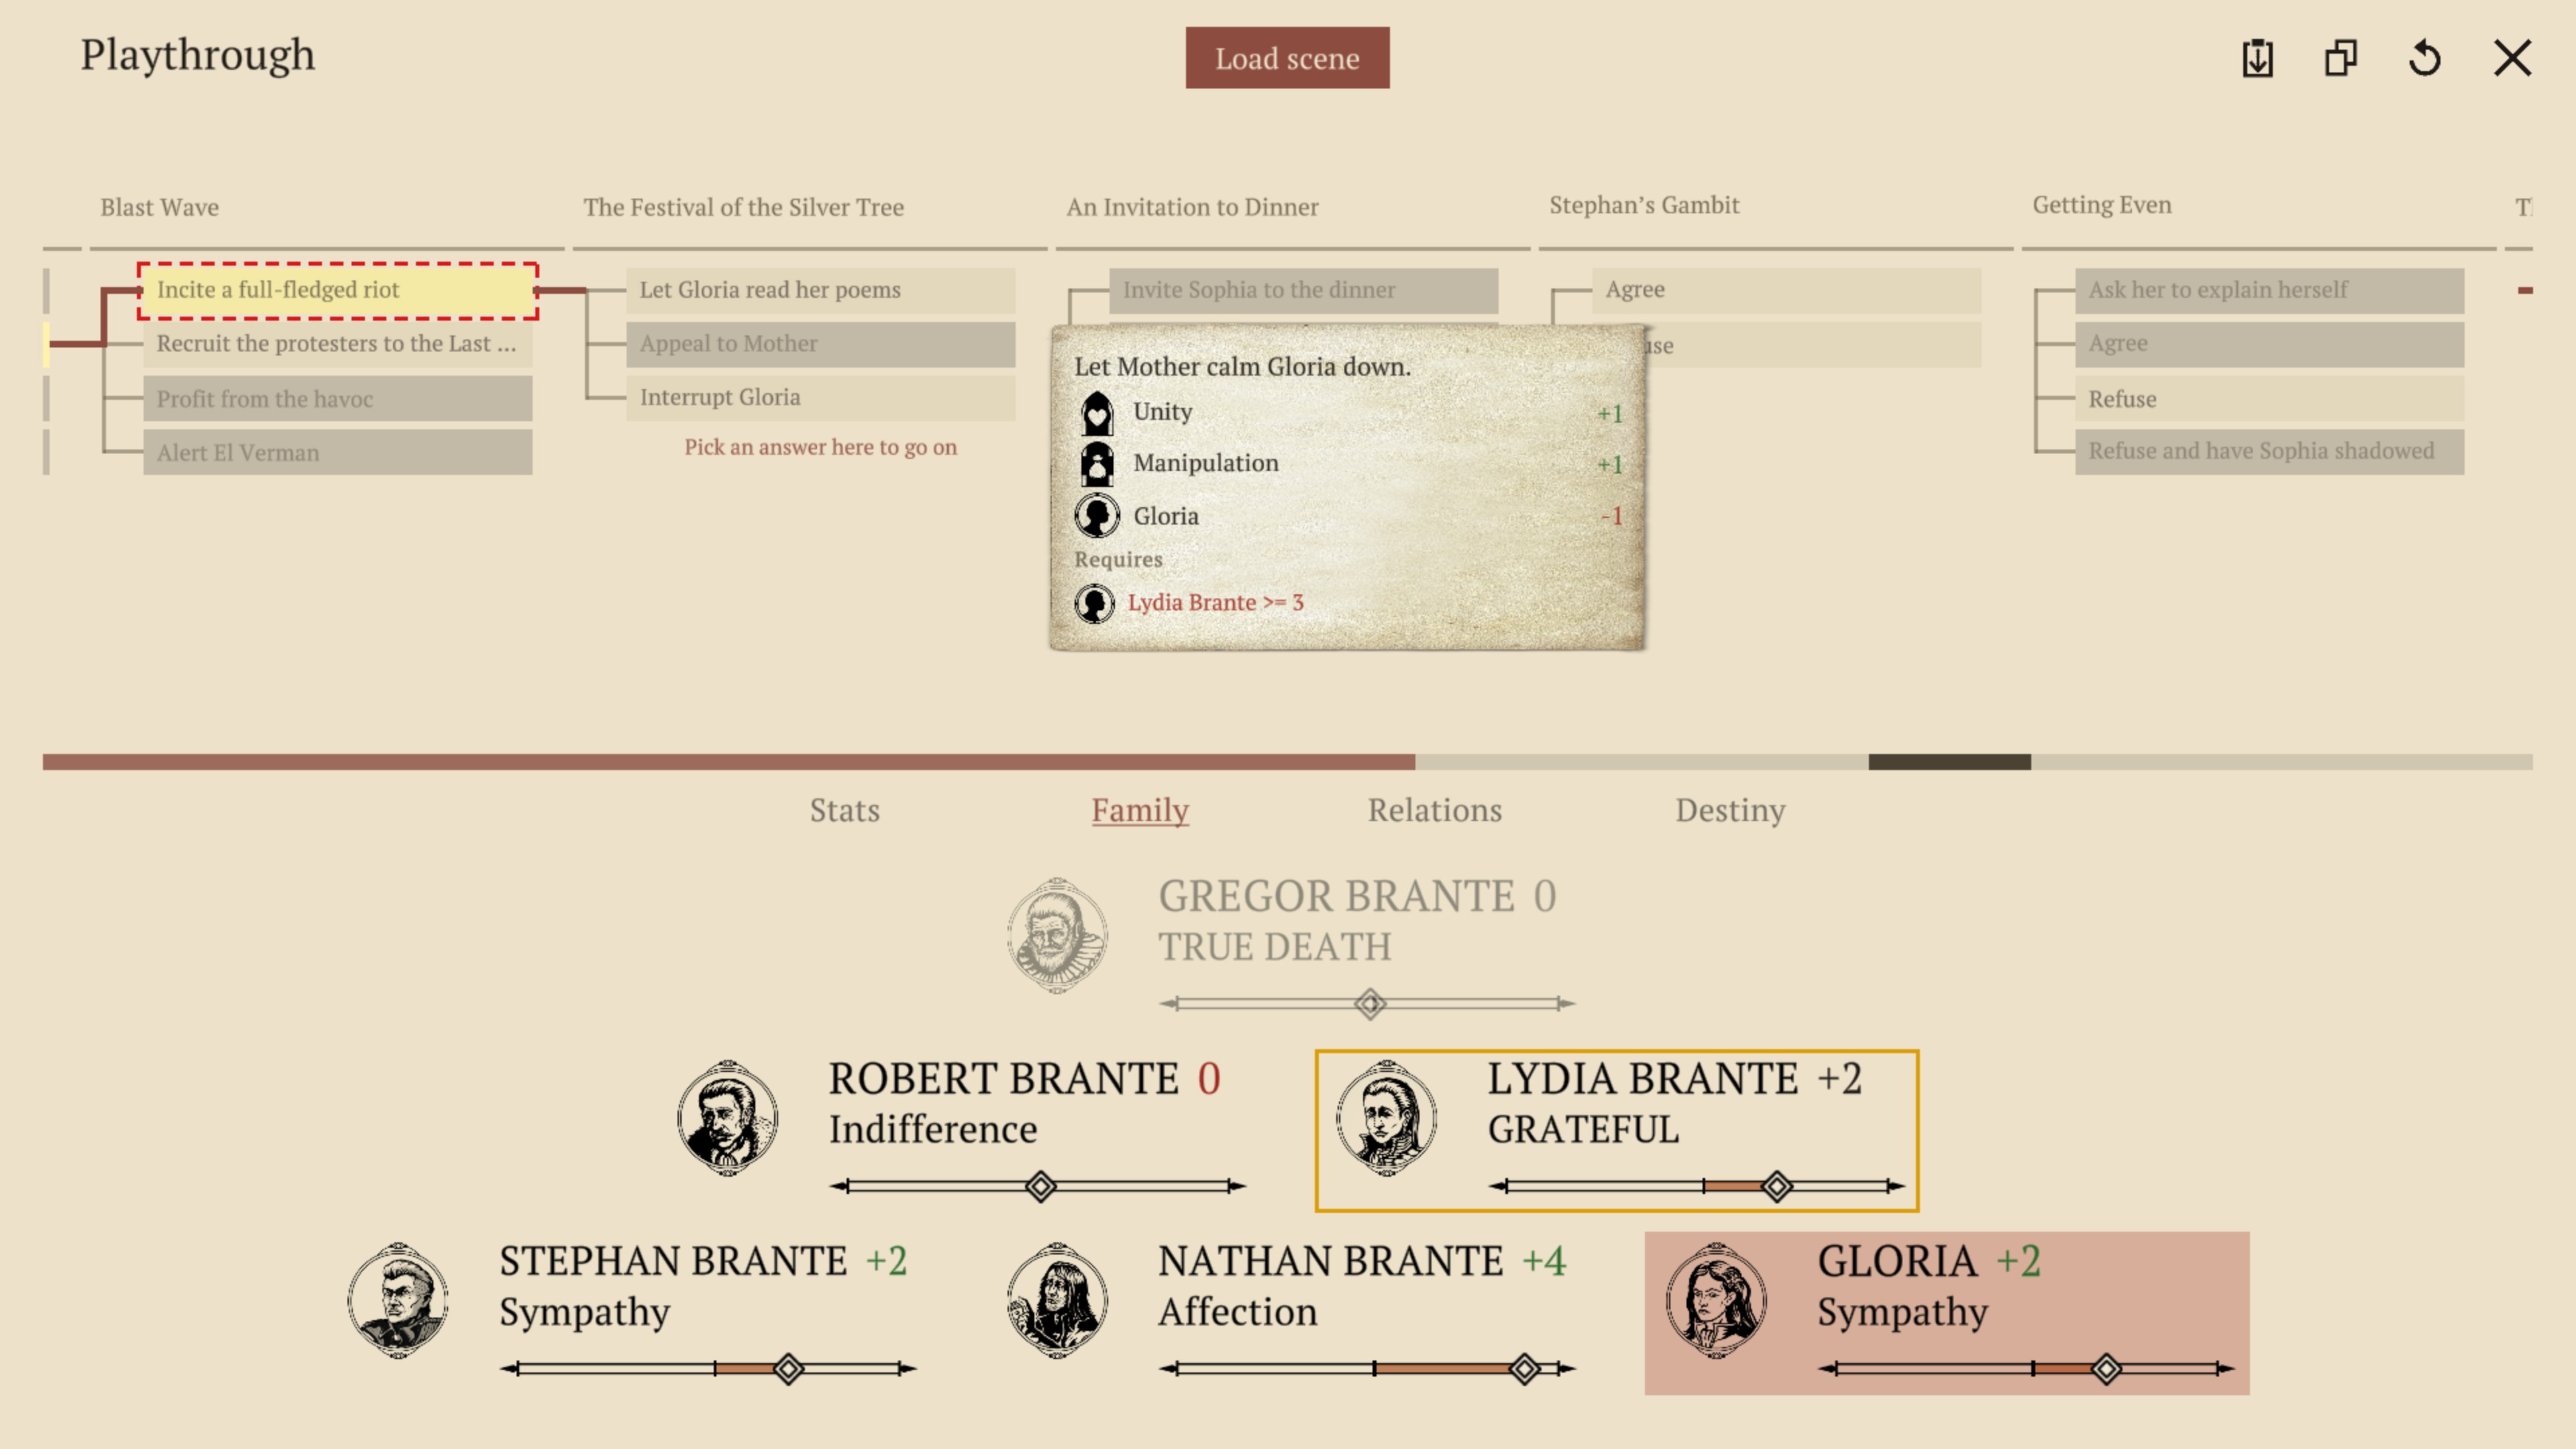 Playthrough
Load scene
Blast Wave
The Festival of the Silver Tree
An Invitation to Dinner
Stephan's Gambit
Getting Even
Incite a full-fledged riot
Recruit the protesters to the Last ...
Profit from the havoc
Alert El Verman
Let Gloria read her poems
Appeal to Mother
Interrupt Gloria
Pick an answer here to go on
Invite Sophia to the dinner
Agree
Ask her to explain herself
Agree
Refuse
Refuse and have Sophia shadowed
Let Mother calm Gloria down.
Unity +1
Manipulation +1
Gloria -1
Requires
Lydia Brante >= 3
Stats
Family
Relations
Destiny
GREGOR BRANTE 0
TRUE DEATH
ROBERT BRANTE 0
Indifference
LYDIA BRANTE +2
GRATEFUL
STEPHAN BRANTE +2
Sympathy
NATHAN BRANTE +4
Affection
GLORIA +2
Sympathy